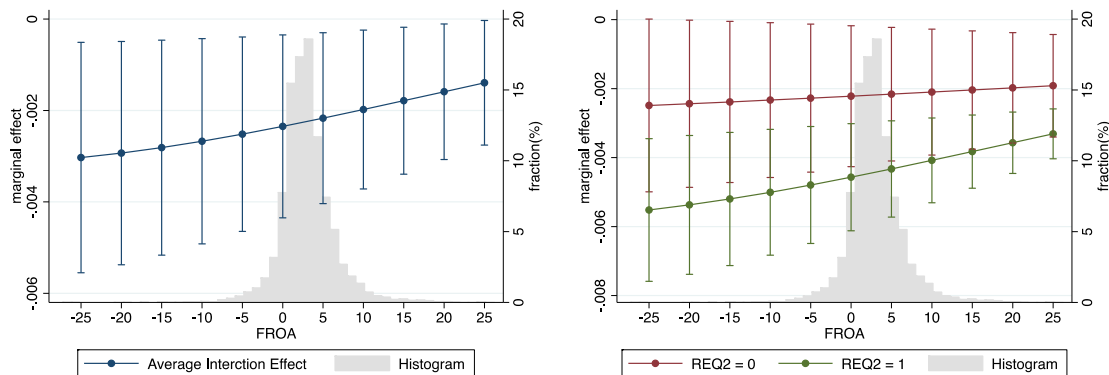 marginal effect
0
-.002
-.004
-.006
20
15
10
5
0
fraction(%)
-25 -20 -15 -10 -5 0 5 10 15 20 25
FROA
Average Interction Effect Histogram
marginal effect
0
-.002
-.004
-.006
-.008
20
15
10
5
0
fraction(%)
-25 -20 -15 -10 -5 0 5 10 15 20 25
FROA
REQ2 = 0 REQ2 = 1 Histogram